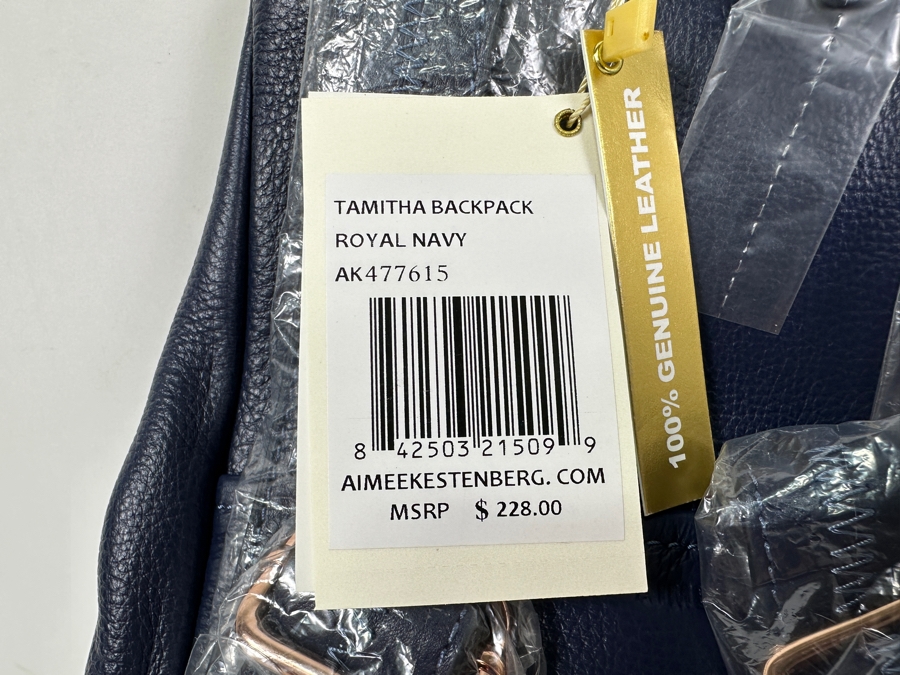 TAMITHA BACKPACK
ROYAL NAVY
AK477615
8 42503 21509 9
AIMEEKESTENBERG. COM
MSRP $ 228.00
100% GENUINE LEATHER